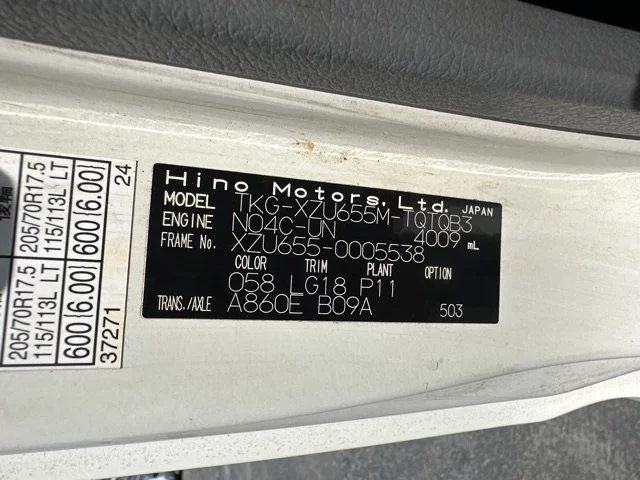 Hino Motors, Ltd. JAPAN
MODEL TKG-XZU655M-TQTQB3
ENGINE N04C-UN 4009 mL
FRAME No. XZU655-0005538
COLOR TRIM PLANT OPTION
058 LG18 P11
TRANS./AXLE A860E B09A 503
後輪
205/70R17.5 205/70R17.5
115/113L LT 115/113L LT
600(6.00) 600(6.00)
37271 24